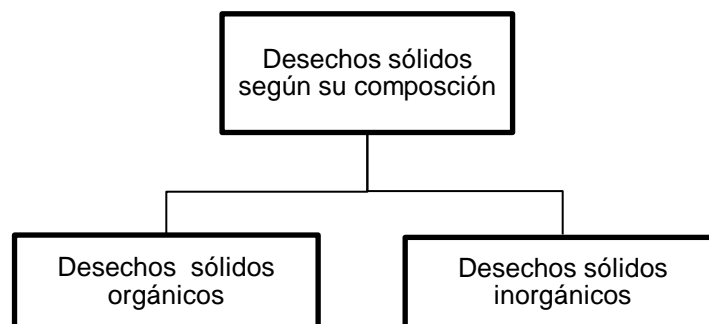 Desechos sólidos
según su composción
Desechos sólidos
orgánicos
Desechos sólidos
inorgánicos